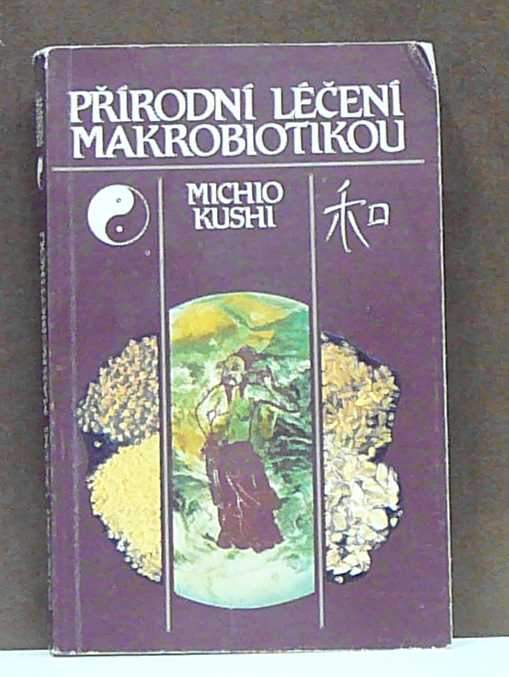 PŘÍRODNÍ LÉČENÍ
MAKROBIOTIKOU
MICHIO
KUSHI
和